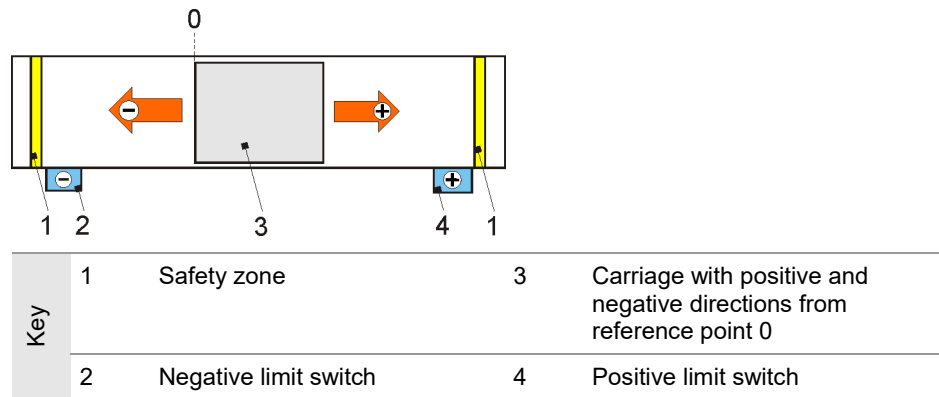 0
− +
− +
1 2 3 4 1
Key
1 Safety zone 3 Carriage with positive and
negative directions from
reference point 0
2 Negative limit switch 4 Positive limit switch